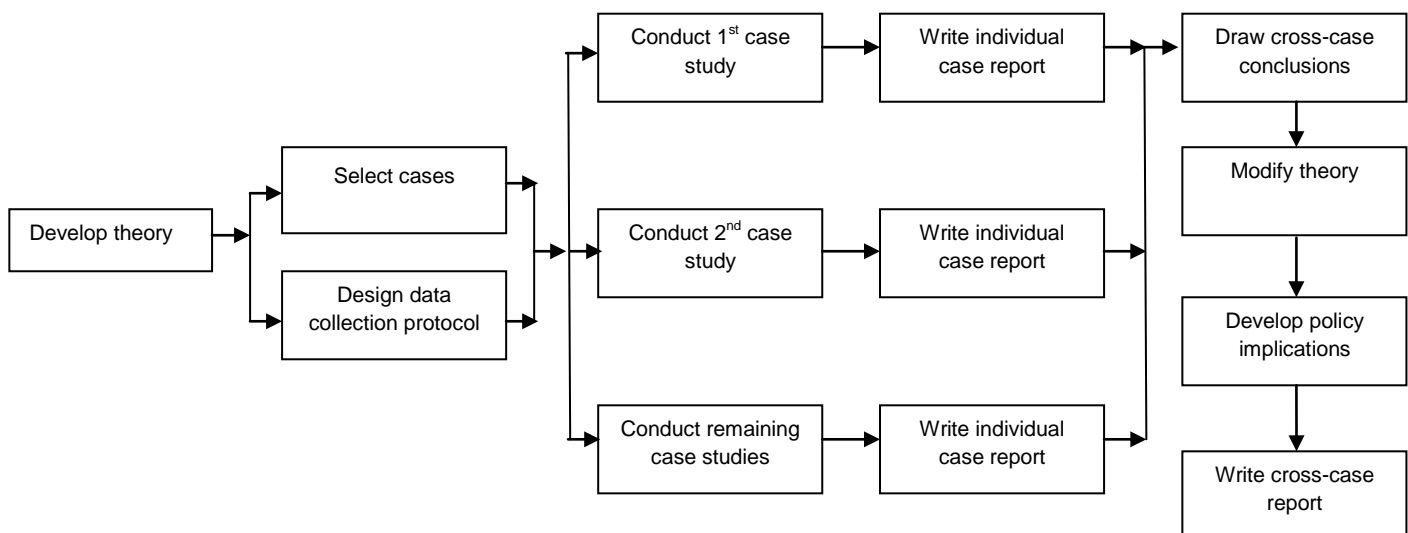 Develop theory
Select cases
Design data
collection protocol
Conduct 1st case
study
Write individual
case report
Conduct 2nd case
study
Write individual
case report
Conduct remaining
case studies
Write individual
case report
Draw cross-case
conclusions
Modify theory
Develop policy
implications
Write cross-case
report